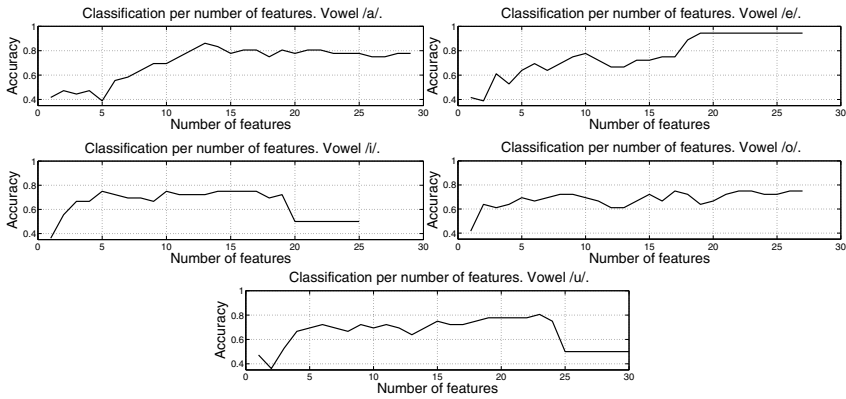 Classification per number of features. Vowel /a/.
1
0.8
0.6
0.4
Accuracy
0 5 10 15 20 25 30
Number of features
Classification per number of features. Vowel /e/.
1
0.8
0.6
0.4
Accuracy
0 5 10 15 20 25 30
Number of features
Classification per number of features. Vowel /i/.
1
0.8
0.6
0.4
Accuracy
0 5 10 15 20 25 30
Number of features
Classification per number of features. Vowel /o/.
1
0.8
0.6
0.4
Accuracy
0 5 10 15 20 25 30
Number of features
Classification per number of features. Vowel /u/.
1
0.8
0.6
0.4
Accuracy
0 5 10 15 20 25 30
Number of features